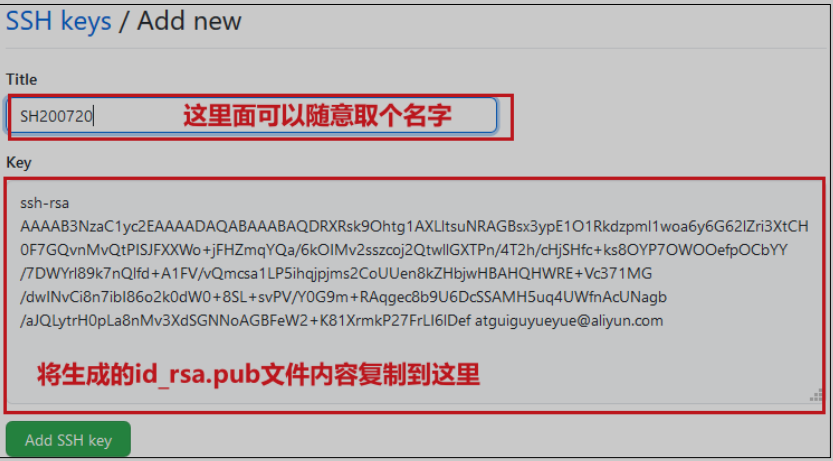 SSH keys / Add new
Title
SH200720 这里面可以随意取个名字
Key
ssh-rsa
AAAAB3NzaC1yc2EAAAADAQABAAABAQDRXRsk9Ohtg1AXLltsuNRAGBsx3ypE1O1Rkdzpml1woa6y6G62lZri3XtCH
0F7GQvnMvQtPISJFXXWo+jFHZmqYQa/6kOIMv2sszcoj2QtwllGXTPn/4T2h/cHjSHfc+ks8OYP7OWOOefpOCbYY
/7DWYrl89k7nQlfd+A1FV/vQmcsa1LP5ihqjpjms2CoUUen8kZHbjwHBAHQHWRE+Vc371MG
/dwINvCi8n7ibI86o2k0dW0+8SL+svPV/Y0G9m+RAqgec8b9U6DcSSAMH5uq4UWfnAcUNagb
/aJQLytrH0pLa8nMv3XdSGNNoAGBFeW2+K81XrmkP27FrLI6lDef atguiguyueyue@aliyun.com
将生成的id_rsa.pub文件内容复制到这里
Add SSH key